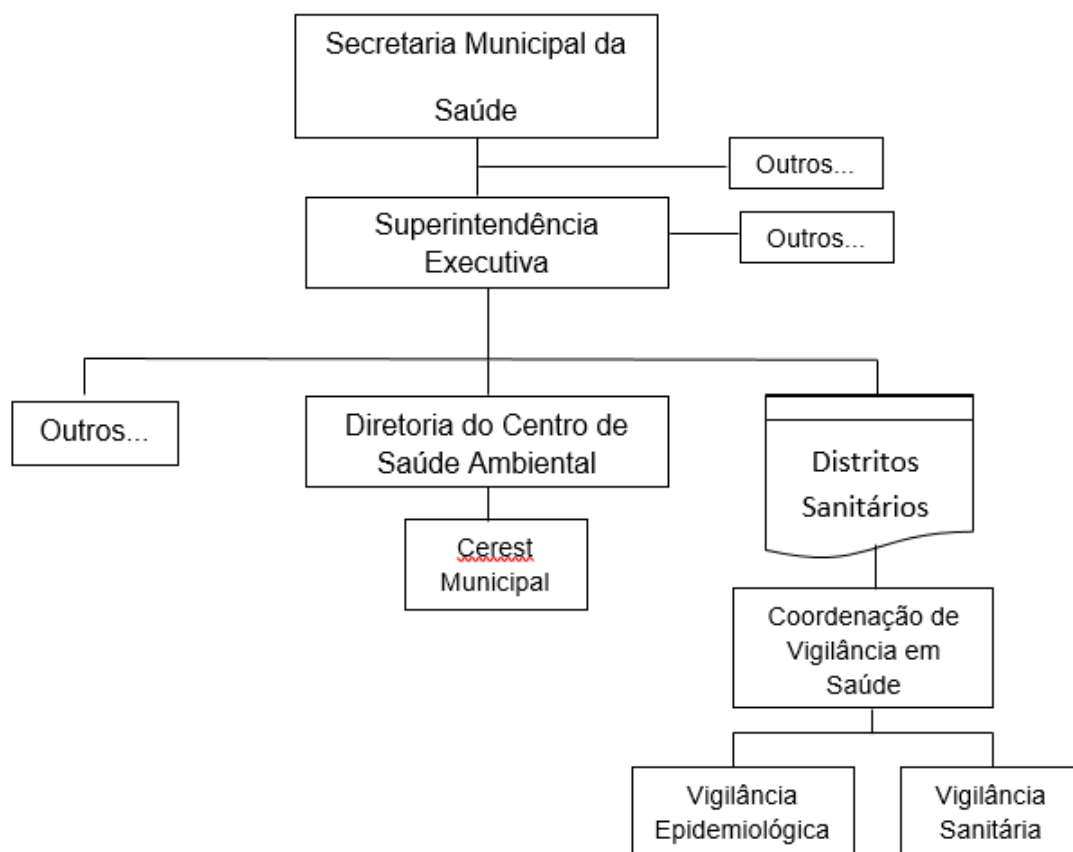 Secretaria Municipal da
Saúde
Outros...
Superintendência
Executiva
Outros...
Outros...
Diretoria do Centro de
Saúde Ambiental
Distritos
Sanitários
Cerest
Municipal
Coordenação de
Vigilância em
Saúde
Vigilância
Epidemiológica
Vigilância
Sanitária